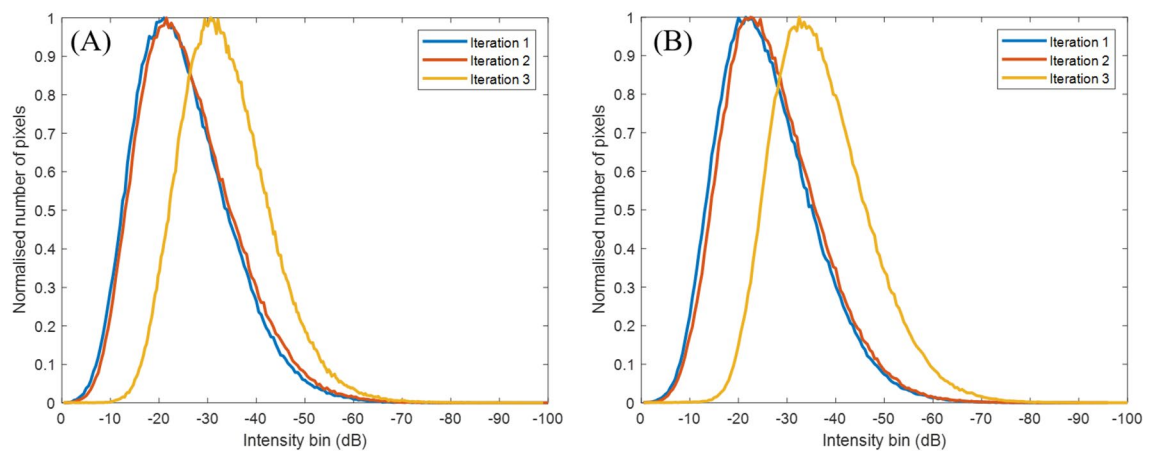 (A)
Normalised number of pixels
1
0.9
0.8
0.7
0.6
0.5
0.4
0.3
0.2
0.1
0
0 -10 -20 -30 -40 -50 -60 -70 -80 -90 -100
Intensity bin (dB)
Iteration 1
Iteration 2
Iteration 3
(B)
Normalised number of pixels
1
0.9
0.8
0.7
0.6
0.5
0.4
0.3
0.2
0.1
0
0 -10 -20 -30 -40 -50 -60 -70 -80 -90 -100
Intensity bin (dB)
Iteration 1
Iteration 2
Iteration 3